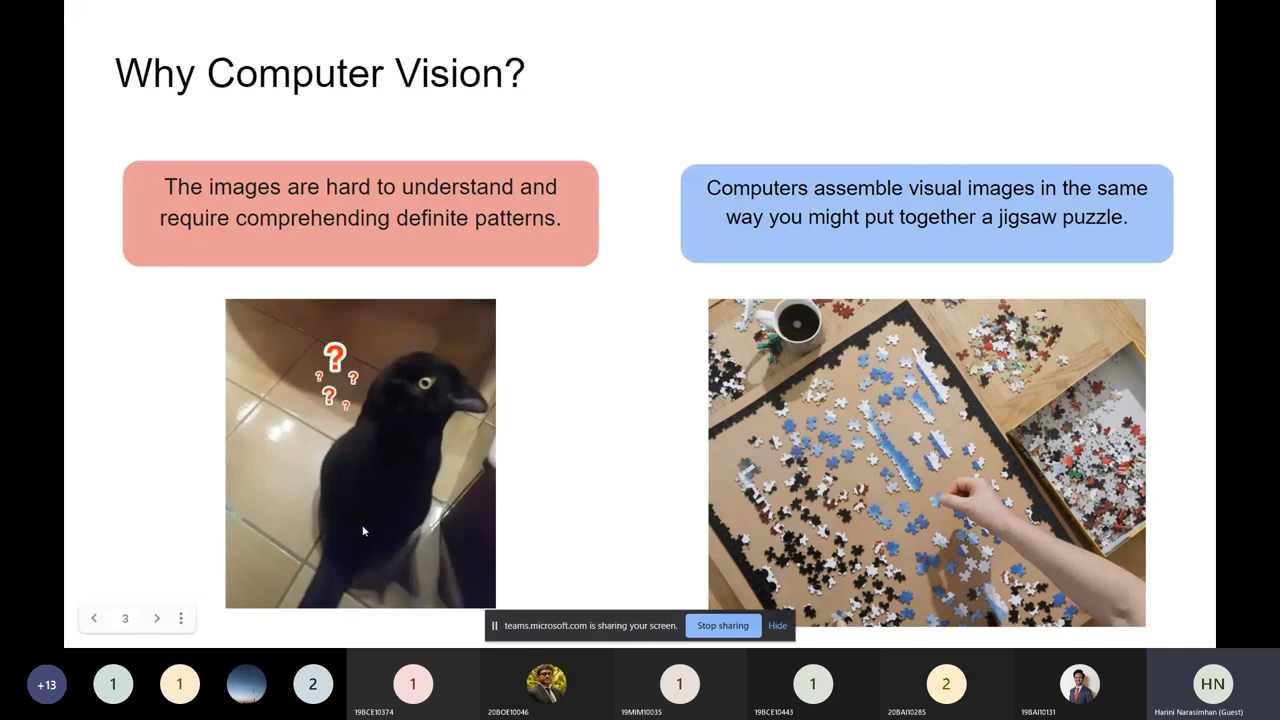 Why Computer Vision?
The images are hard to understand and
require comprehending definite patterns.
Computers assemble visual images in the same
way you might put together a jigsaw puzzle.
?
?
?
?
?
3
teams.microsoft.com is sharing your screen.
Stop sharing
Hide
+13
1
1
2
1
1
1
2
HN
19BCE10374
20BOE10046
19MIM10035
19BCE10443
20BAI10285
19BAI10131
Harini Narasimhan (Guest)